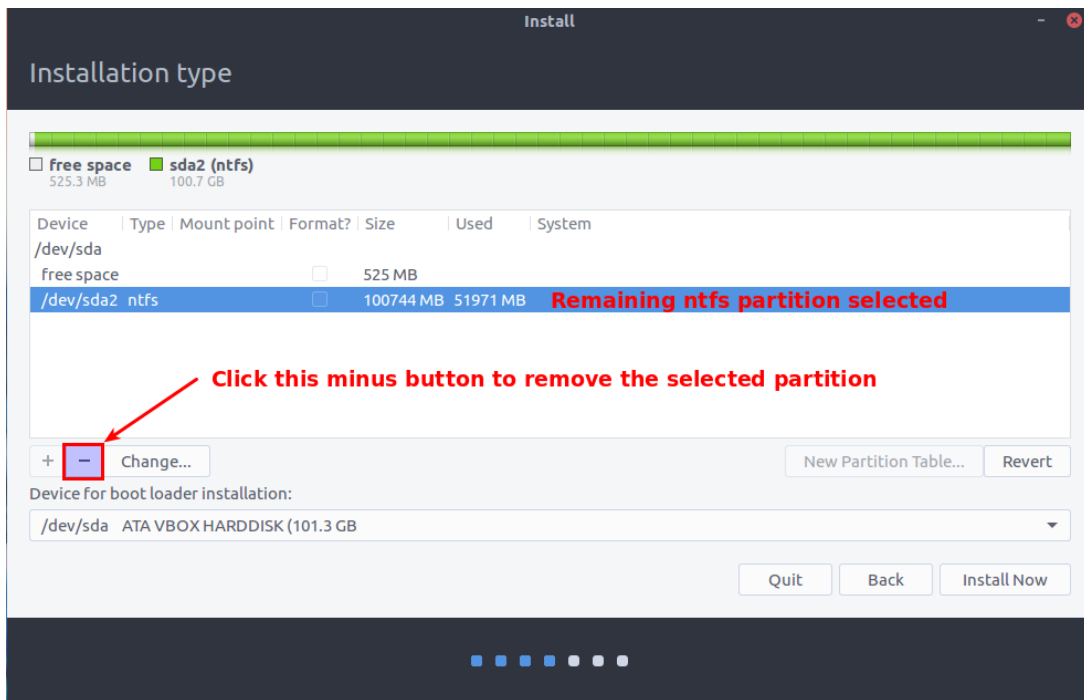 Install
Installation type
free space sda2 (ntfs)
525.3 MB 100.7 GB
Device Type Mount point Format? Size Used System
/dev/sda
free space 525 MB
/dev/sda2 ntfs 100744 MB 51971 MB Remaining ntfs partition selected
Click this minus button to remove the selected partition
+ − Change... New Partition Table... Revert
Device for boot loader installation:
/dev/sda ATA VBOX HARDDISK (101.3 GB
Quit Back Install Now